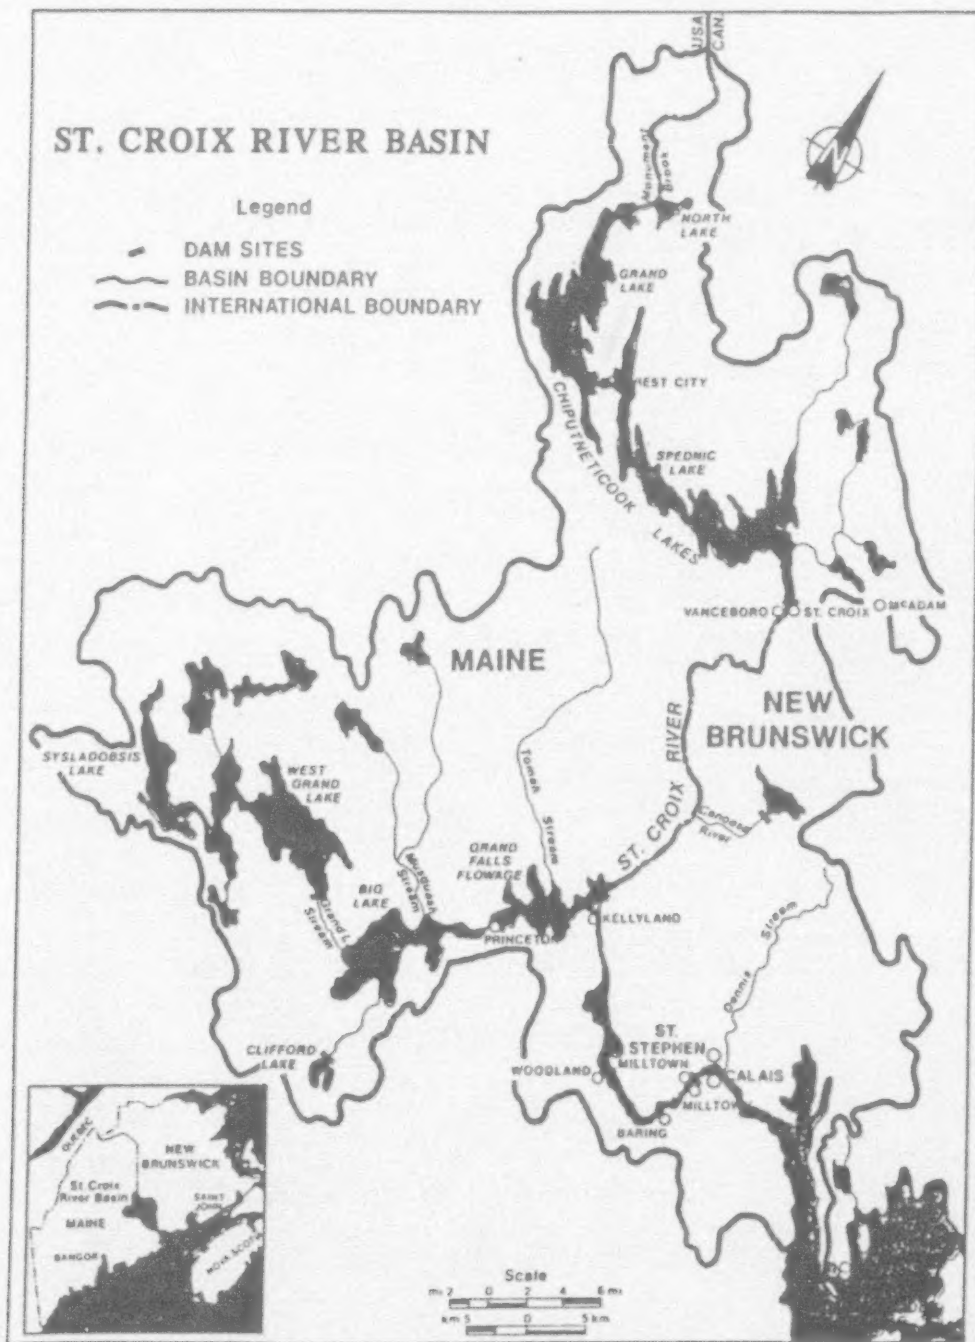 USA
CAN.
ST. CROIX RIVER BASIN
Legend
DAM SITES
BASIN BOUNDARY
INTERNATIONAL BOUNDARY
N
Monument
Brook
NORTH
LAKE
GRAND
LAKE
EST CITY
CHIPUTNETICOOK
LAKES
SPEDNIC
LAKE
VANCEBORO
ST. CROIX
McADAM
MAINE
NEW
BRUNSWICK
SYSLADOBSIS
LAKE
WEST
GRAND
LAKE
Tomah
Stream
ST. CROIX
RIVER
Canoose
River
GRAND
FALLS
FLOWAGE
BIG
LAKE
Musquash
Stream
Grand L.
Stream
PRINCETON
KELLYLAND
Dennis
Stream
CLIFFORD
LAKE
WOODLAND
ST.
STEPHEN
MILLTOWN
CALAIS
MILLTOWN
BARING
QUEBEC
NEW
BRUNSWICK
St Croix
River Basin
SAINT
JOHN
MAINE
BANGOR
NOVA SCOTIA
Scale
mi 2 0 2 4 6 mi
km 5 0 5 km